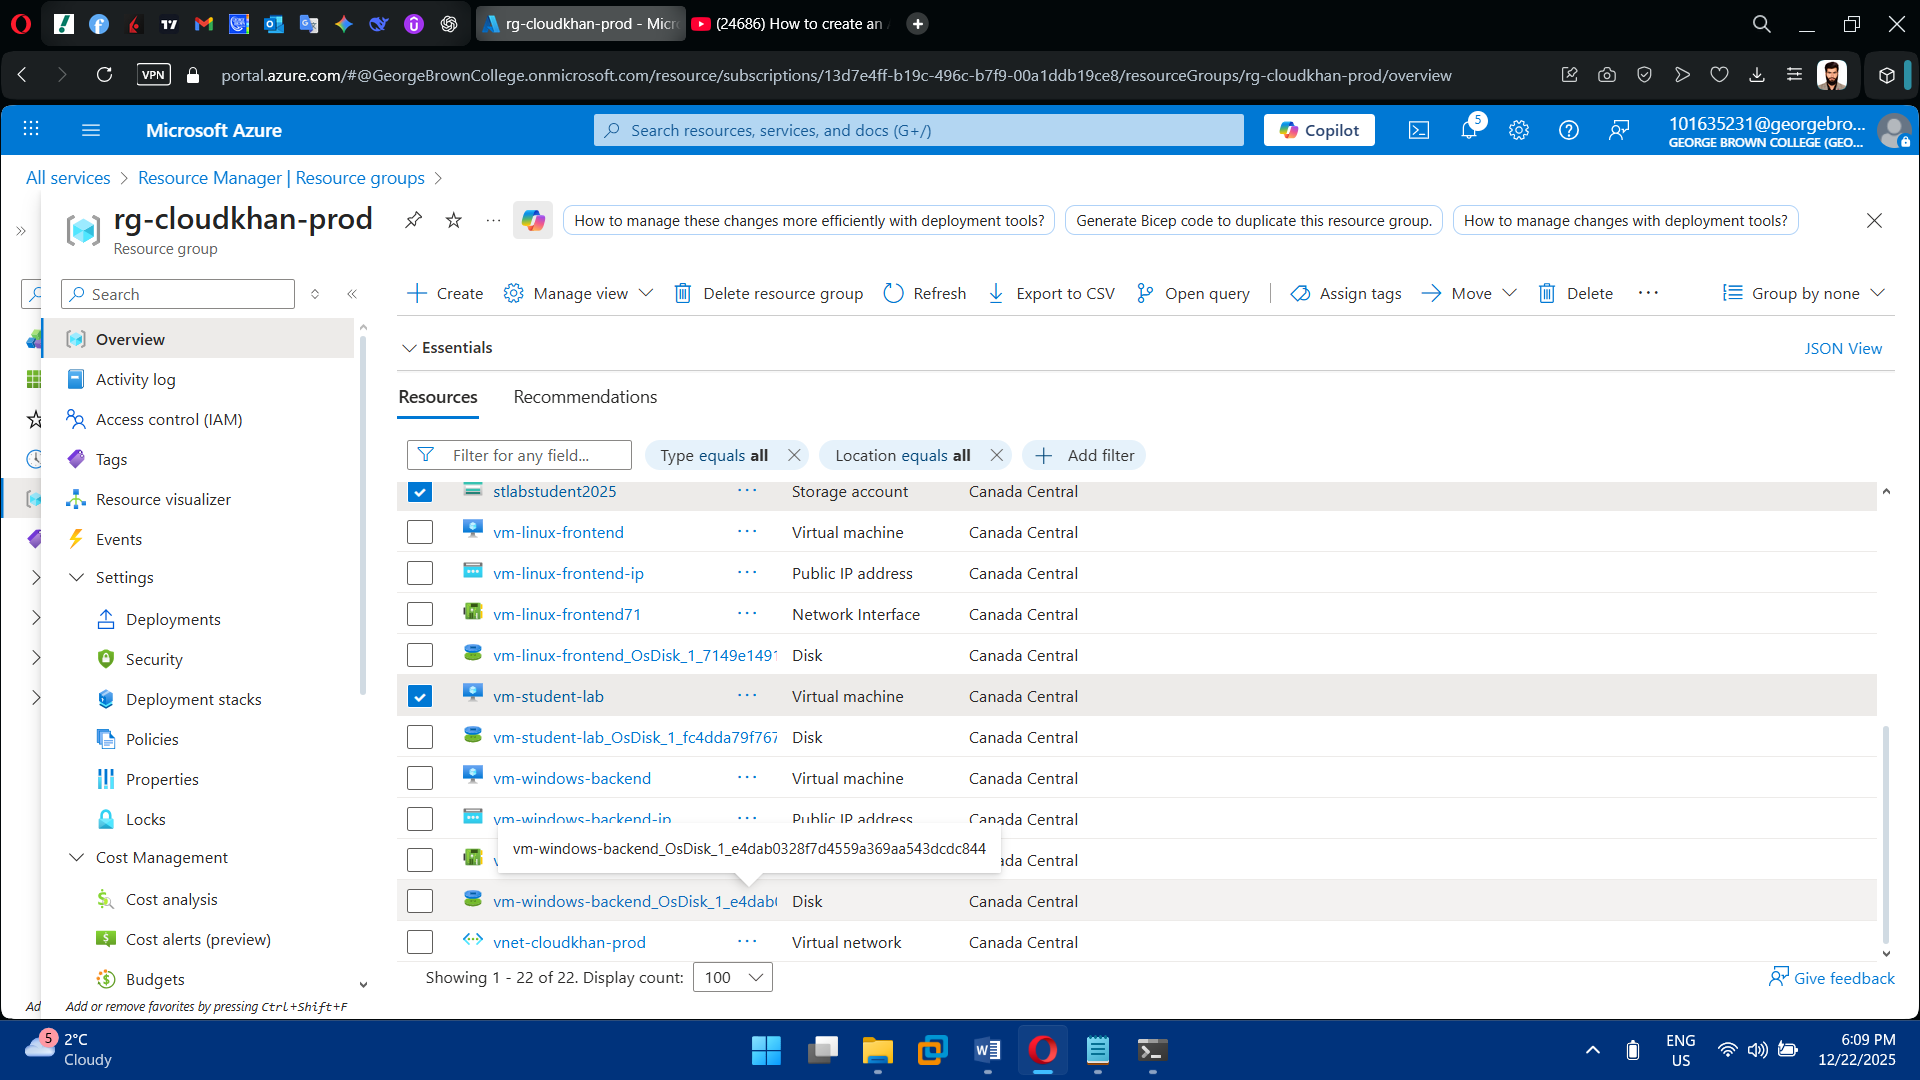 rg-cloudkhan-prod - Micr
(24686) How to create an
VPN
portal.azure.com/#@GeorgeBrownCollege.onmicrosoft.com/resource/subscriptions/13d7e4ff-b19c-496c-b7f9-00a1ddb19ce8/resourceGroups/rg-cloudkhan-prod/overview
Microsoft Azure
Search resources, services, and docs (G+/)
Copilot
5
101635231@georgebro...
GEORGE BROWN COLLEGE (GEO...
All services
Resource Manager | Resource groups
rg-cloudkhan-prod
Resource group
How to manage these changes more efficiently with deployment tools?
Generate Bicep code to duplicate this resource group.
How to manage changes with deployment tools?
Search
Create
Manage view
Delete resource group
Refresh
Export to CSV
Open query
Assign tags
Move
Delete
Group by none
Overview
Activity log
Access control (IAM)
Tags
Resource visualizer
Events
Settings
Deployments
Security
Deployment stacks
Policies
Properties
Locks
Cost Management
Cost analysis
Cost alerts (preview)
Budgets
Ad
Add or remove favorites by pressing Ctrl+Shift+F
Essentials
JSON View
Resources
Recommendations
Filter for any field...
Type equals all
Location equals all
Add filter
stlabstudent2025 Storage account Canada Central
vm-linux-frontend Virtual machine Canada Central
vm-linux-frontend-ip Public IP address Canada Central
vm-linux-frontend71 Network Interface Canada Central
vm-linux-frontend_OsDisk_1_7149e1491 Disk Canada Central
vm-student-lab Virtual machine Canada Central
vm-student-lab_OsDisk_1_fc4dda79f767 Disk Canada Central
vm-windows-backend Virtual machine Canada Central
vm-windows-backend-ip Public IP address Canada Central
vm-windows-backend_OsDisk_1_e4dab0328f7d4559a369aa543dcdc844
ada Central
vm-windows-backend_OsDisk_1_e4dab Disk Canada Central
vnet-cloudkhan-prod Virtual network Canada Central
Showing 1 - 22 of 22. Display count: 100
Give feedback
5
2°C
Cloudy
ENG
US
6:09 PM
12/22/2025